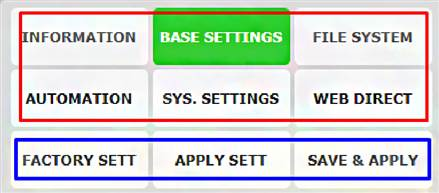 INFORMATION BASE SETTINGS FILE SYSTEM
AUTOMATION SYS. SETTINGS WEB DIRECT
FACTORY SETT APPLY SETT SAVE & APPLY